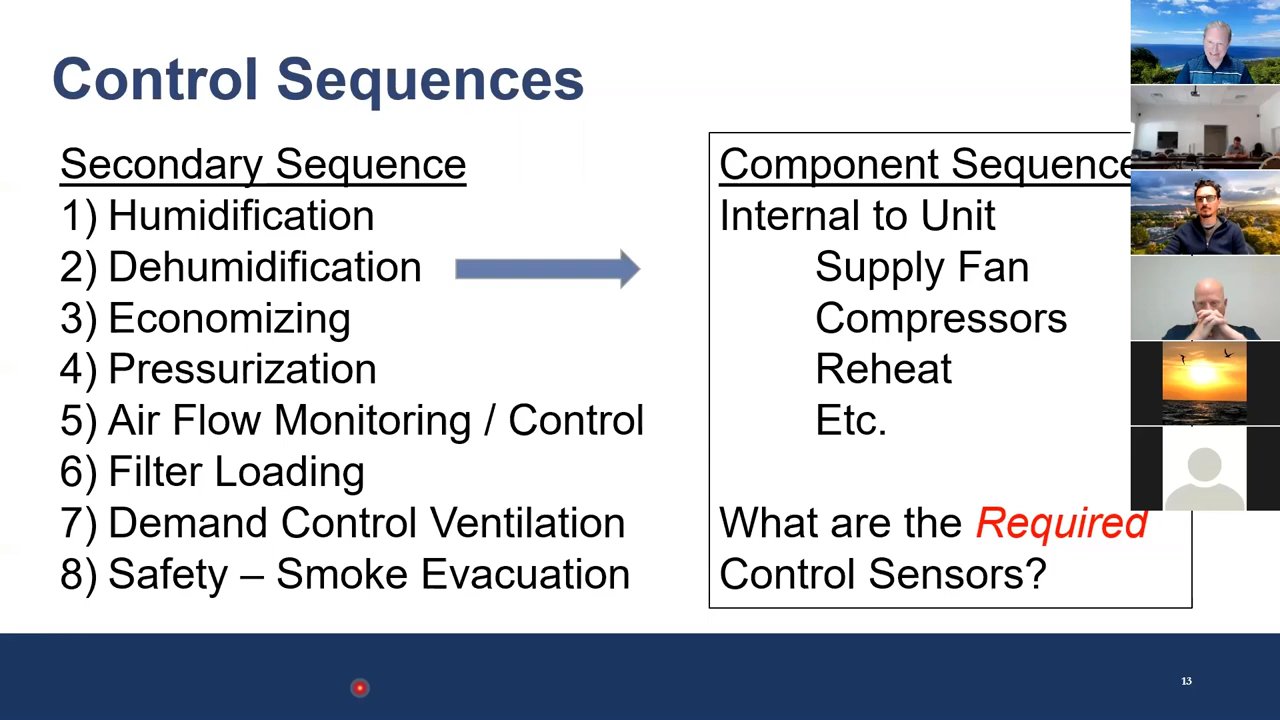 Control Sequences
Secondary Sequence
1) Humidification
2) Dehumidification
3) Economizing
4) Pressurization
5) Air Flow Monitoring / Control
6) Filter Loading
7) Demand Control Ventilation
8) Safety – Smoke Evacuation
Component Sequence
Internal to Unit
Supply Fan
Compressors
Reheat
Etc.
What are the Required
Control Sensors?
13